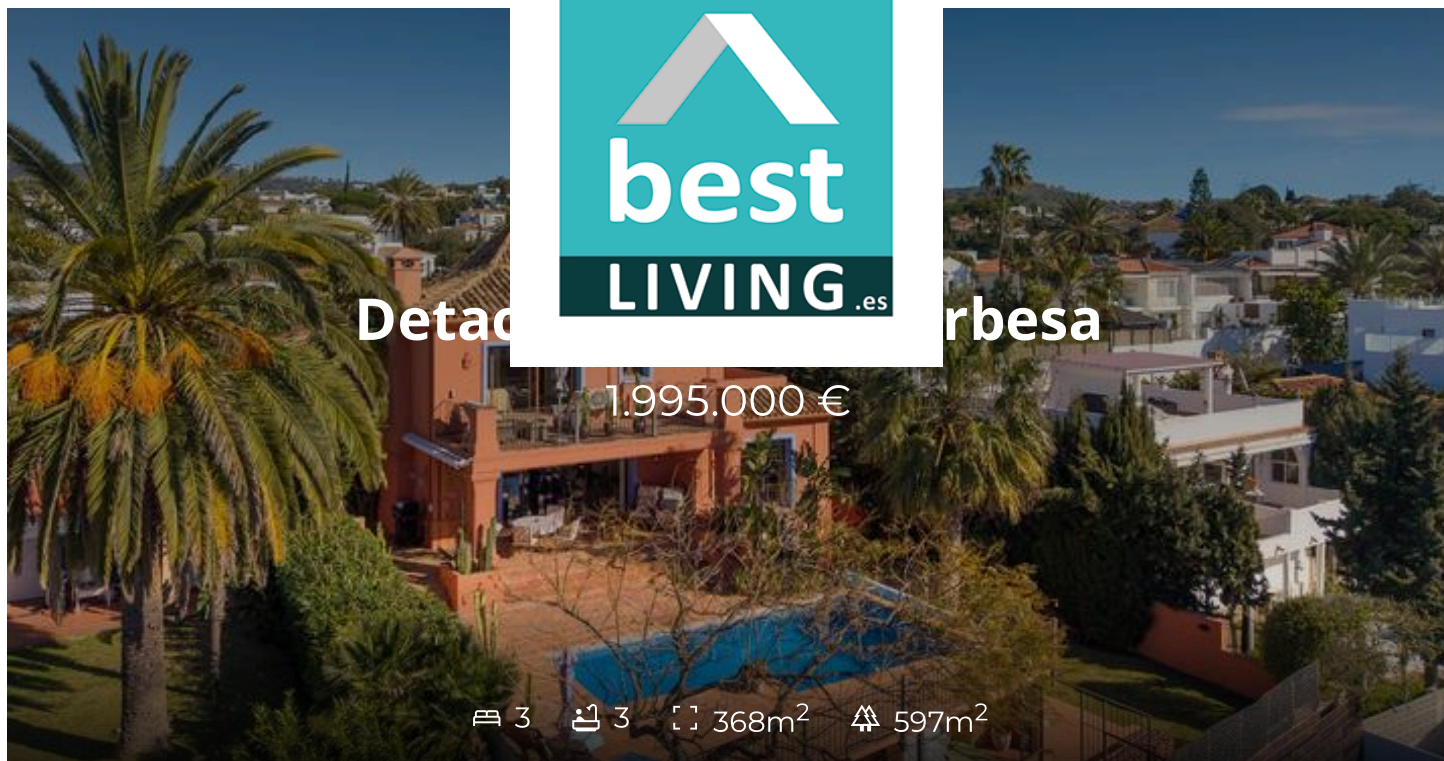 best
LIVING.es
Detac rbesa
1.995.000 €
3 3 368m² 597m²